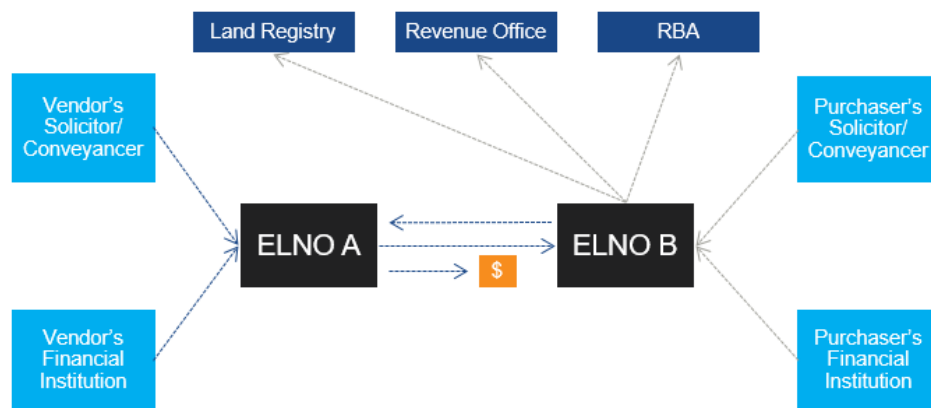 Land Registry
Revenue Office
RBA
Vendor's
Solicitor/
Conveyancer
Purchaser's
Solicitor/
Conveyancer
ELNO A
ELNO B
$
Vendor's
Financial
Institution
Purchaser's
Financial
Institution